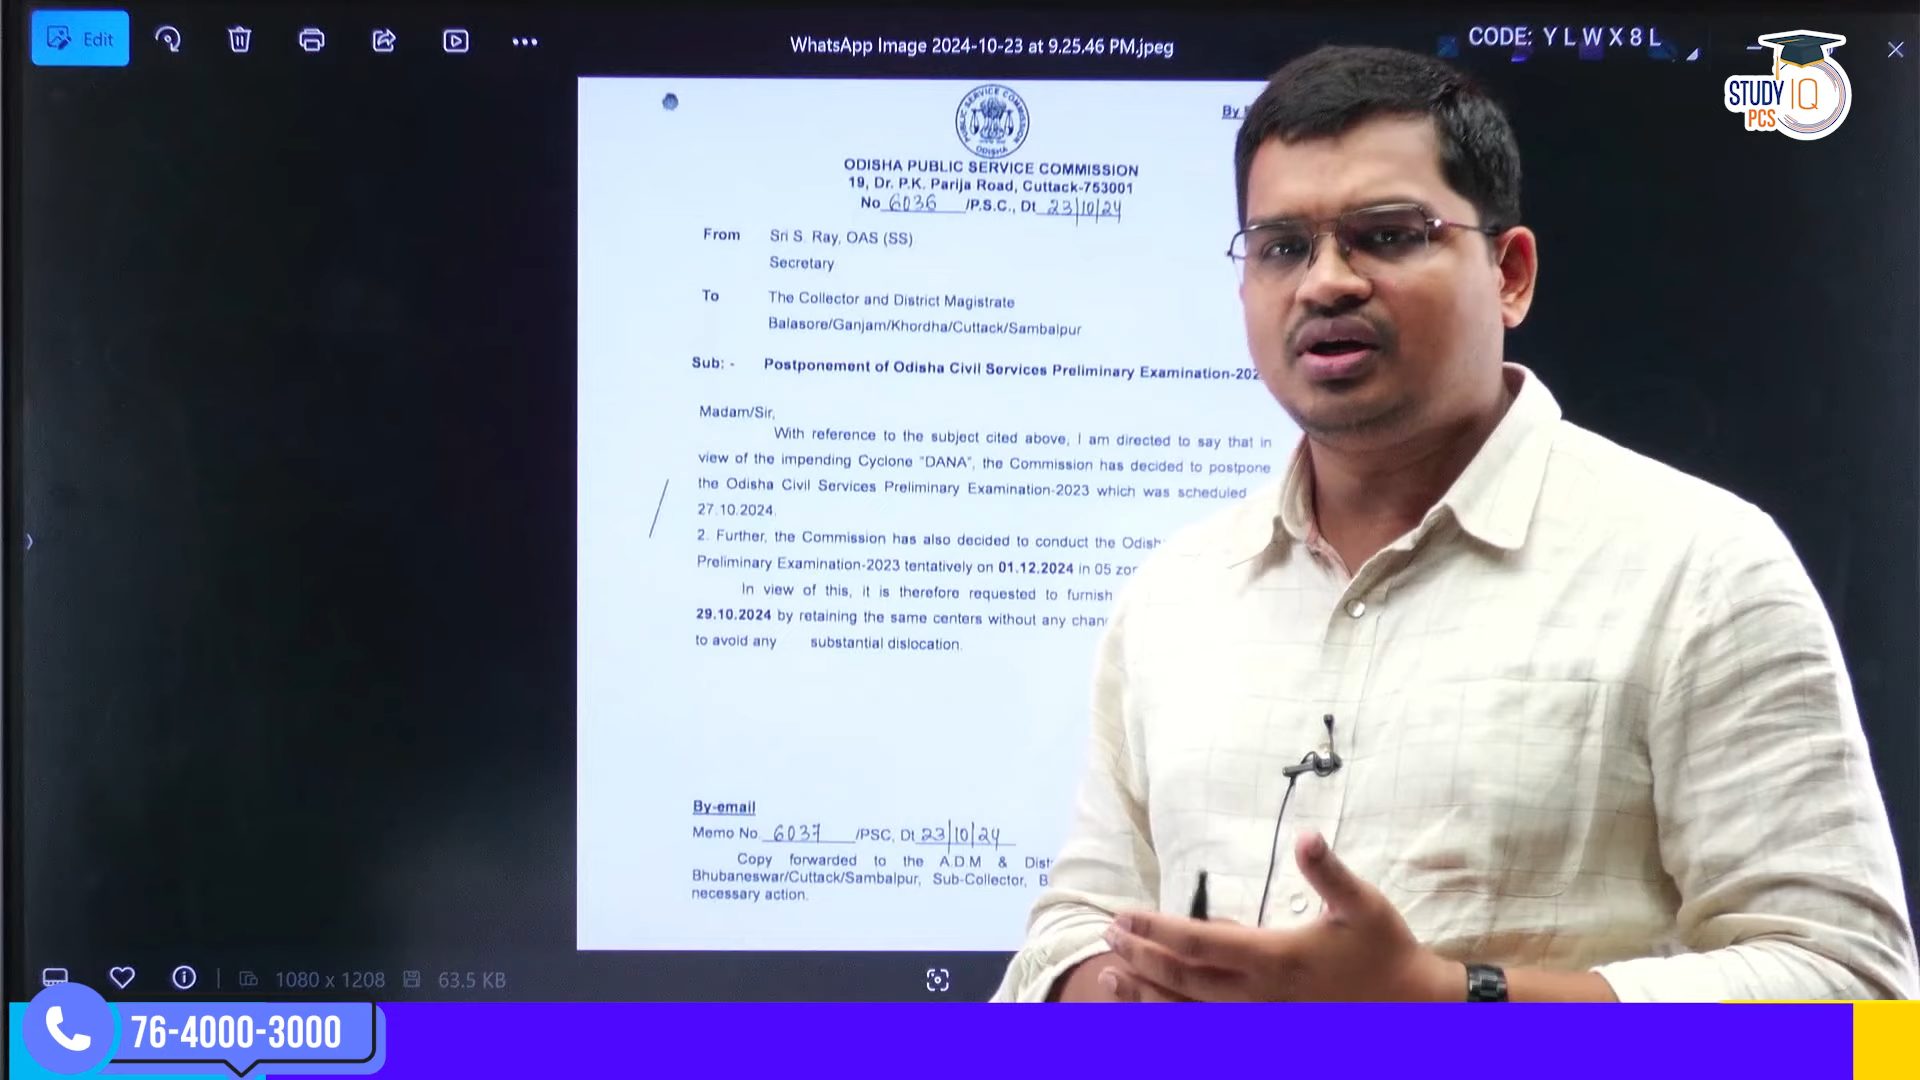 Edit
WhatsApp Image 2024-10-23 at 9.25.46 PM.jpeg
CODE: Y L W X 8 L
STUDY IQ
PCS
PUBLIC SERVICE COMMISSION
ODISHA
By
ODISHA PUBLIC SERVICE COMMISSION
19, Dr. P.K. Parija Road, Cuttack-753001
No 6036 /P.S.C., Dt 23/10/24
From Sri S. Ray, OAS (SS)
Secretary
To The Collector and District Magistrate
Balasore/Ganjam/Khordha/Cuttack/Sambalpur
Sub: - Postponement of Odisha Civil Services Preliminary Examination-202
Madam/Sir,
With reference to the subject cited above, I am directed to say that in
view of the impending Cyclone "DANA", the Commission has decided to postpone
the Odisha Civil Services Preliminary Examination-2023 which was scheduled
27.10.2024.
2. Further, the Commission has also decided to conduct the Odish
Preliminary Examination-2023 tentatively on 01.12.2024 in 05 zon
In view of this, it is therefore requested to furnish
29.10.2024 by retaining the same centers without any chang
to avoid any substantial dislocation.
By-email
Memo No. 6037 /PSC, Dt 23/10/24
Copy forwarded to the A.D.M & Dist
Bhubaneswar/Cuttack/Sambalpur, Sub-Collector, B
necessary action.
1080 x 1208 63.5 KB
76-4000-3000